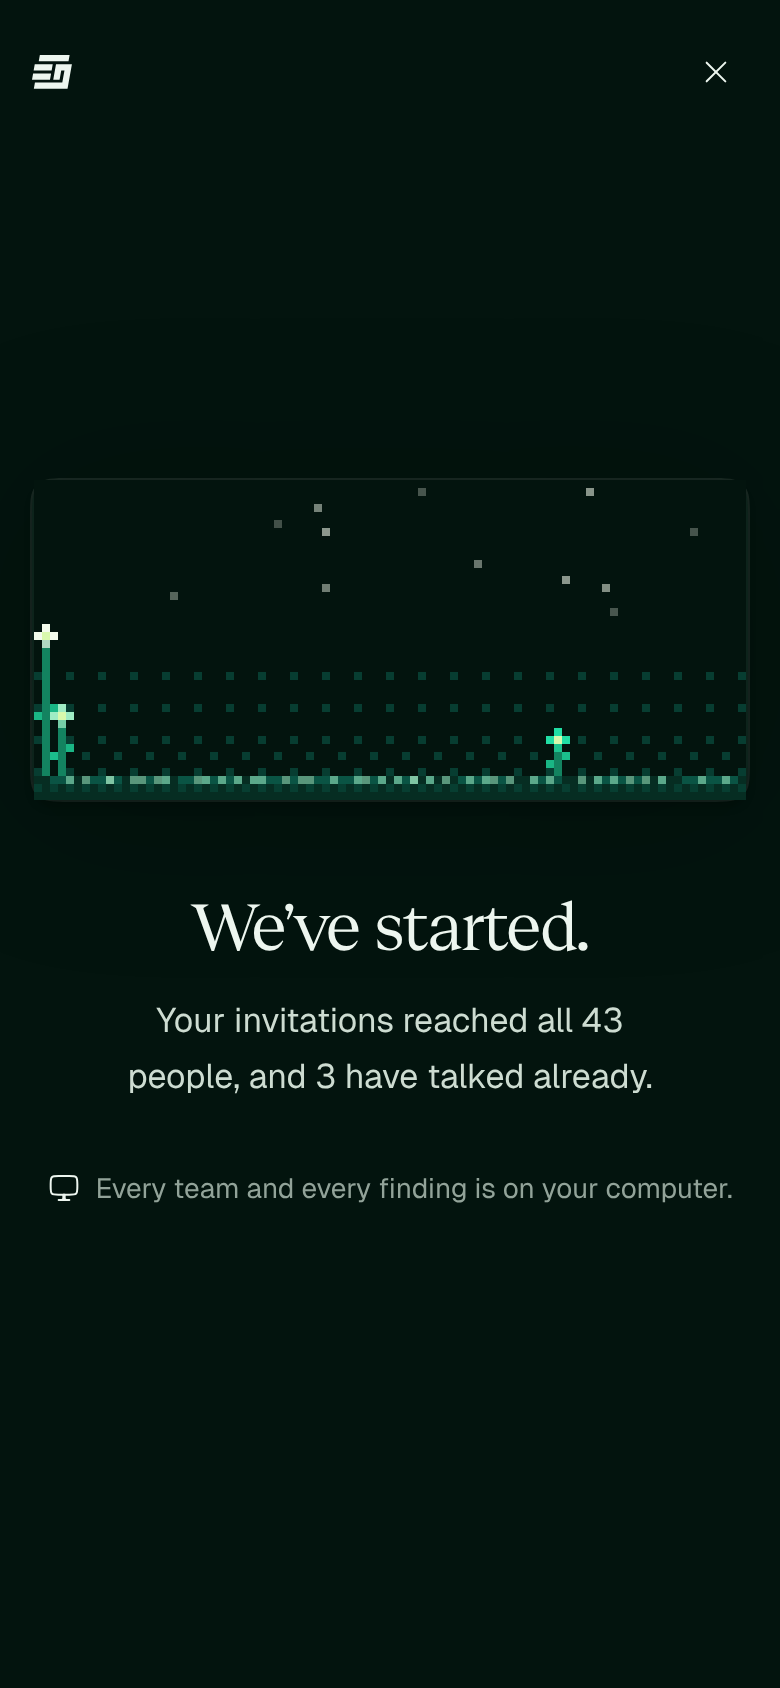 We’ve started.
Your invitations reached all 43
people, and 3 have talked already.
Every team and every finding is on your computer.